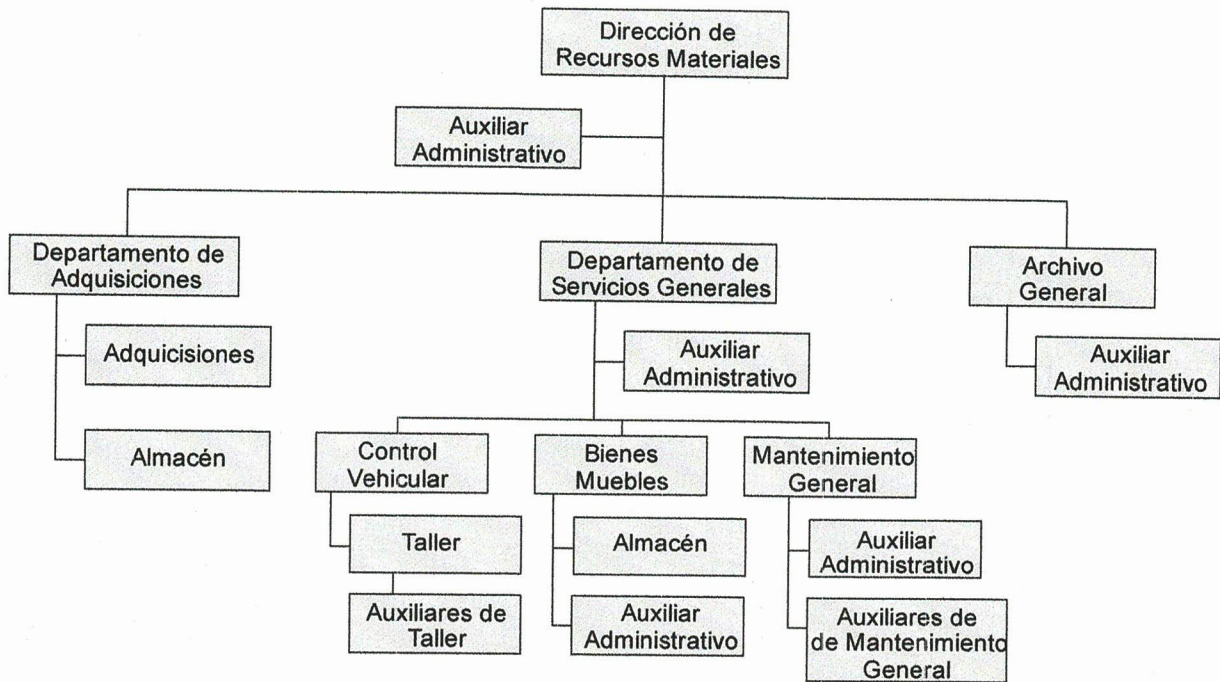 Dirección de
Recursos Materiales
Auxiliar
Administrativo
Departamento de
Adquisiciones
Departamento de
Servicios Generales
Archivo
General
Adquicisiones
Auxiliar
Administrativo
Auxiliar
Administrativo
Almacén
Control
Vehicular
Bienes
Muebles
Mantenimiento
General
Taller
Almacén
Auxiliar
Administrativo
Auxiliares de
Taller
Auxiliar
Administrativo
Auxiliares de
de Mantenimiento
General